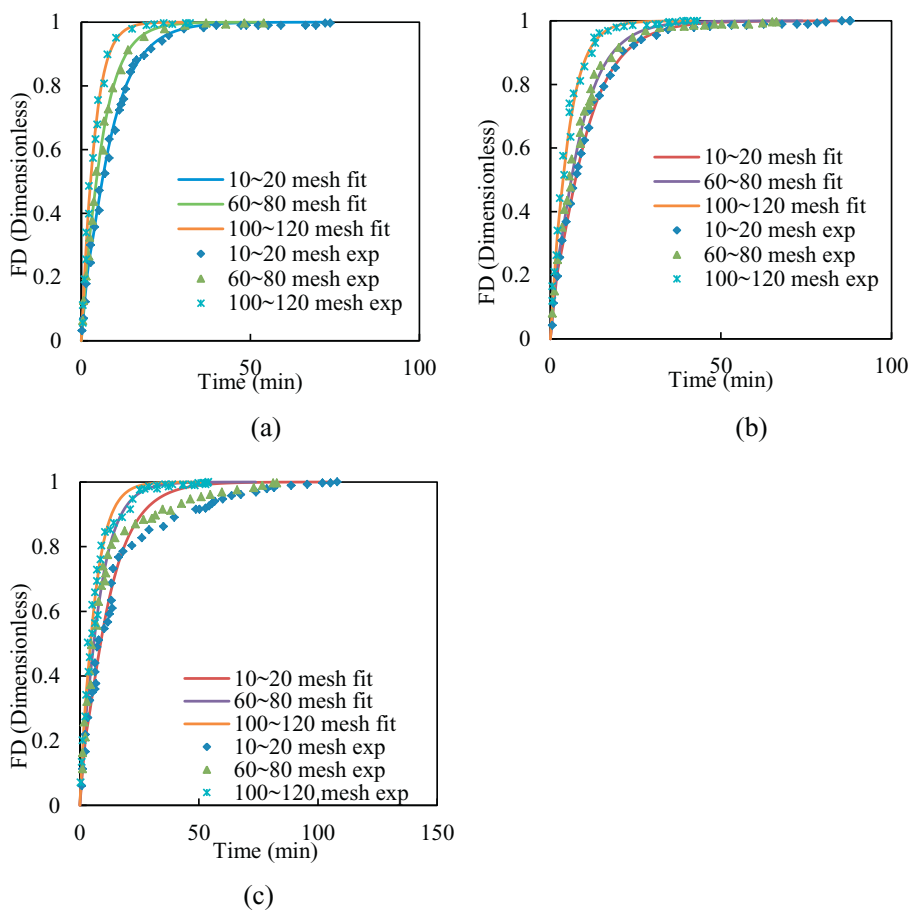 1
0.8
0.6
0.4
0.2
0
FD (Dimensionless)
10~20 mesh fit
60~80 mesh fit
100~120 mesh fit
10~20 mesh exp
60~80 mesh exp
100~120 mesh exp
0 50 100
Time (min)
(a)
1
0.8
0.6
0.4
0.2
0
FD (Dimensionless)
10~20 mesh fit
60~80 mesh fit
100~120 mesh fit
10~20 mesh exp
60~80 mesh exp
100~120 mesh exp
0 50 100
Time (min)
(b)
1
0.8
0.6
0.4
0.2
0
FD (Dimensionless)
10~20 mesh fit
60~80 mesh fit
100~120 mesh fit
10~20 mesh exp
60~80 mesh exp
100~120 mesh exp
0 50 100 150
Time (min)
(c)